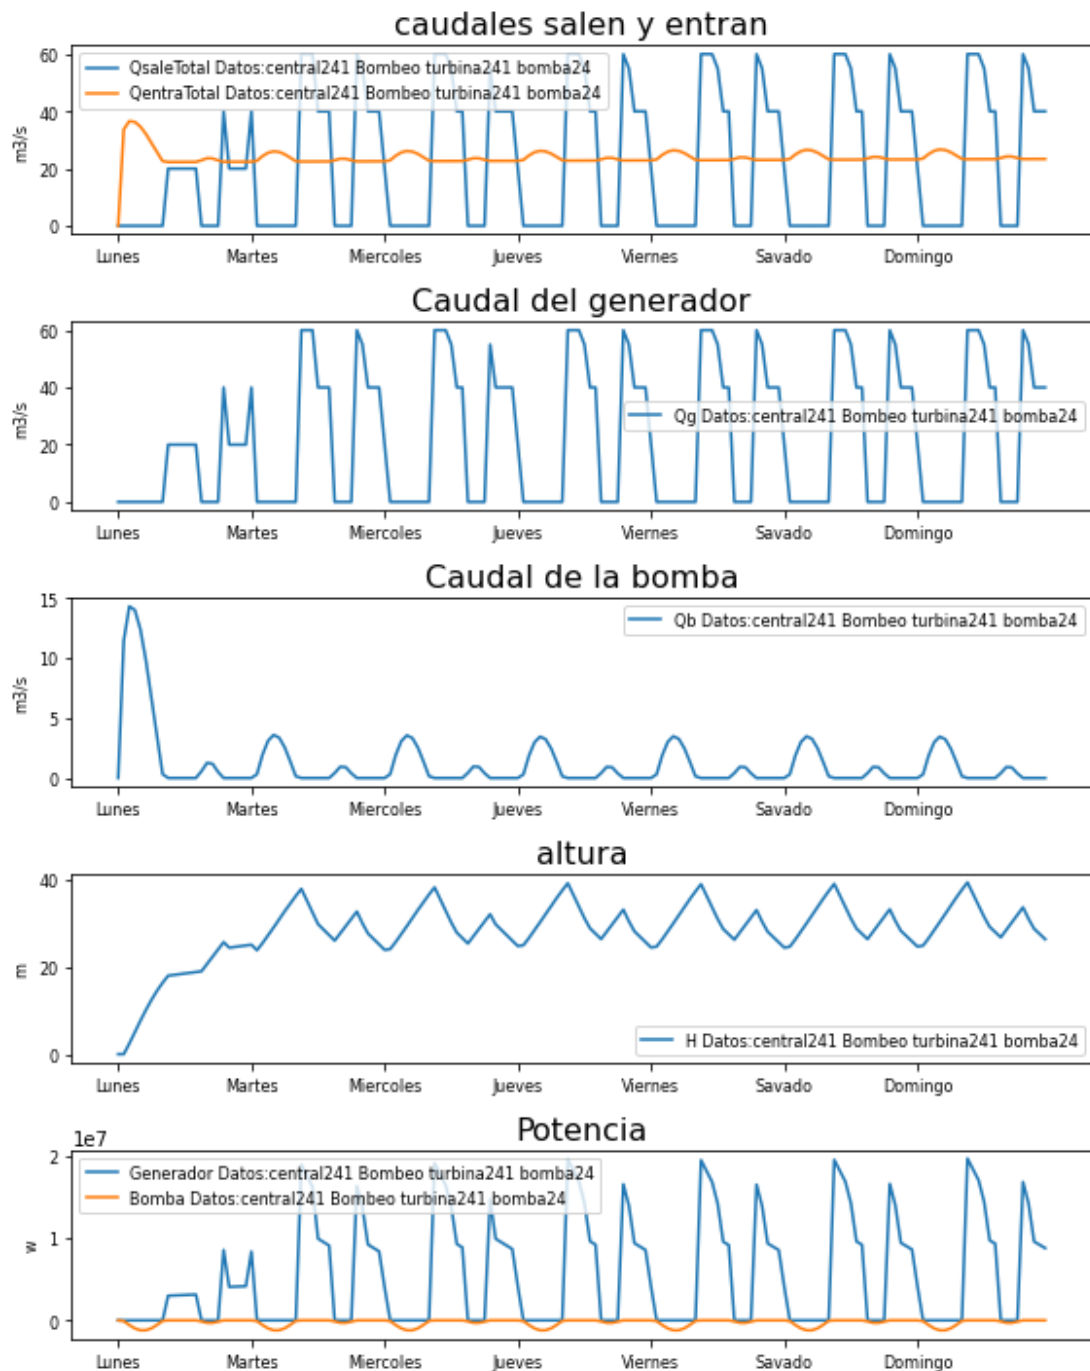 caudales salen y entran
60
QsaleTotal Datos:central241 Bombeo turbina241 bomba24
QentraTotal Datos:central241 Bombeo turbina241 bomba24
40
m3/s
20
0
Lunes Martes Miercoles Jueves Viernes Savado Domingo
Caudal del generador
60
40
m3/s
Qg Datos:central241 Bombeo turbina241 bomba24
20
0
Lunes Martes Miercoles Jueves Viernes Savado Domingo
Caudal de la bomba
15
Qb Datos:central241 Bombeo turbina241 bomba24
10
m3/s
5
0
Lunes Martes Miercoles Jueves Viernes Savado Domingo
altura
40
20
m
H Datos:central241 Bombeo turbina241 bomba24
0
Lunes Martes Miercoles Jueves Viernes Savado Domingo
Potencia
1e7
2
Generador Datos:central241 Bombeo turbina241 bomba24
Bomba Datos:central241 Bombeo turbina241 bomba24
1
w
0
Lunes Martes Miercoles Jueves Viernes Savado Domingo